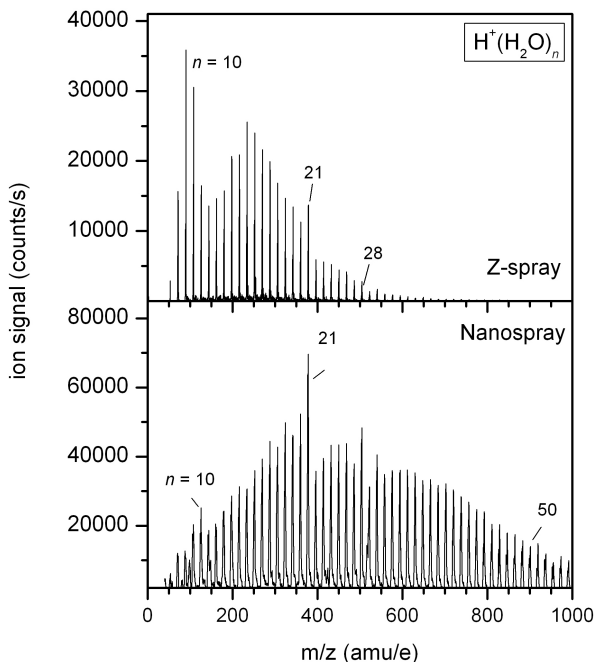 H⁺(H₂O)ₙ
n = 10
21
28
Z-spray
40000
30000
20000
10000
Nanospray
21
n = 10
50
80000
60000
40000
20000
0 200 400 600 800 1000
m/z (amu/e)
ion signal (counts/s)